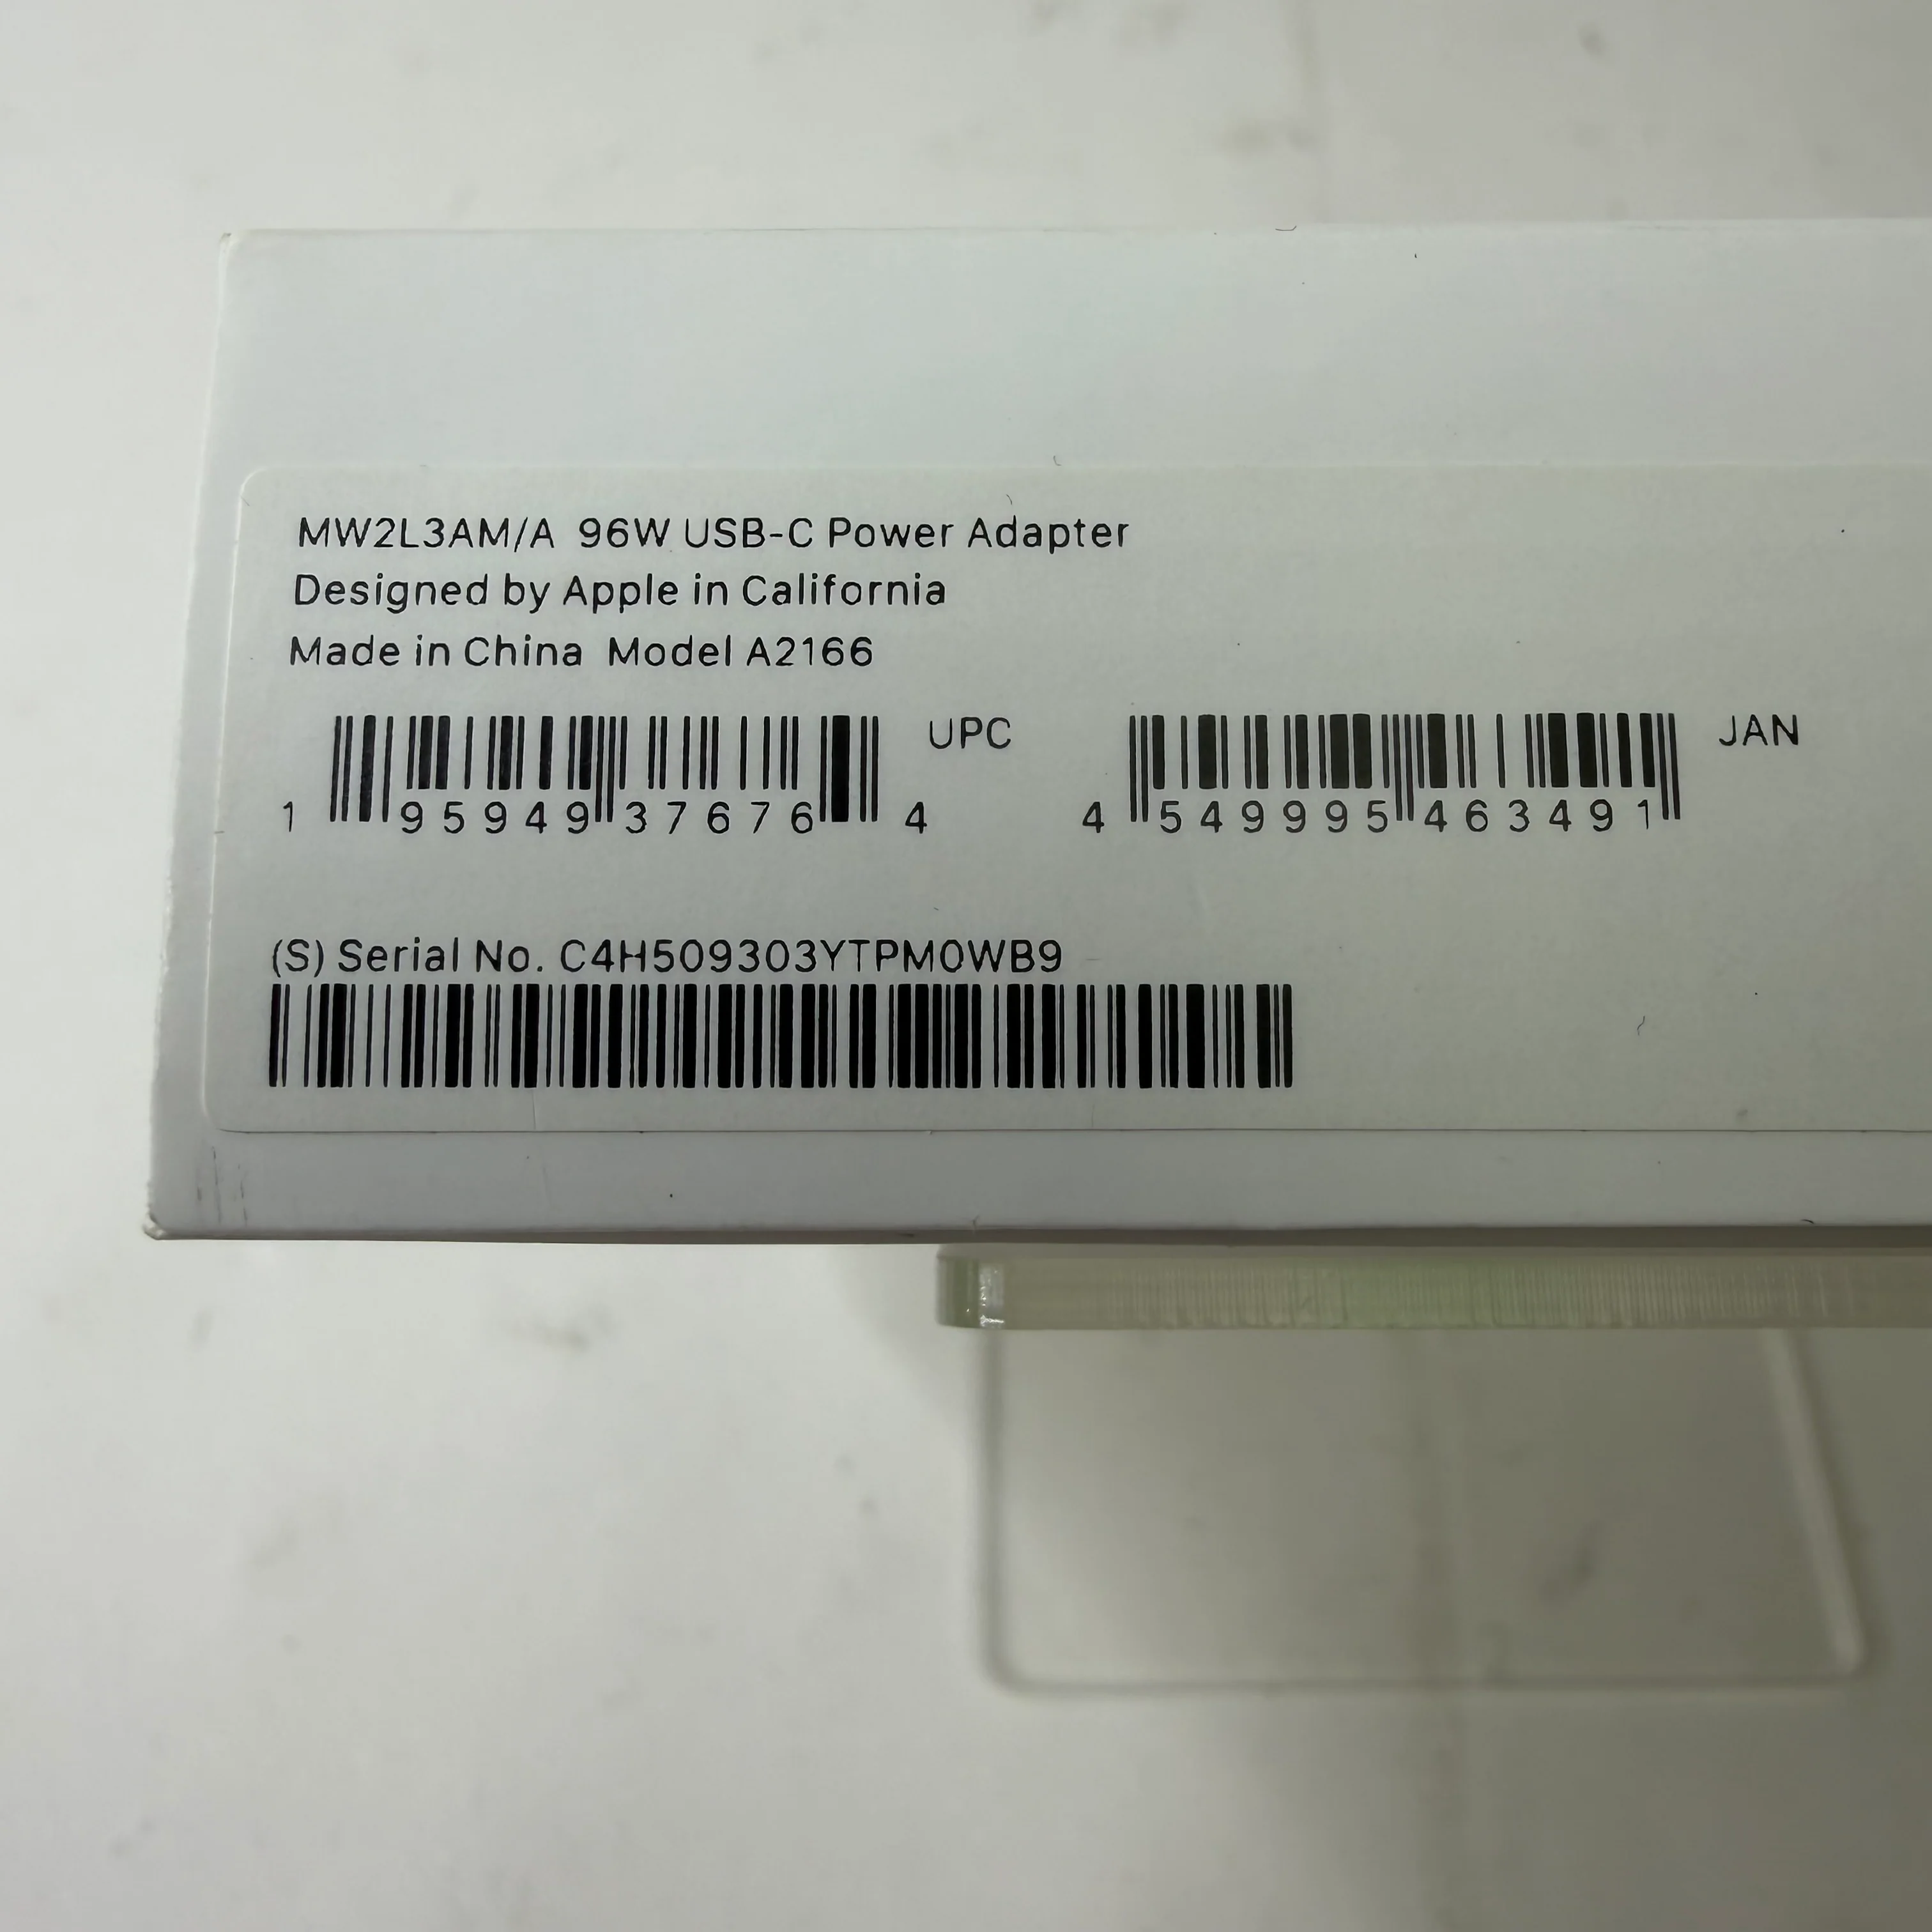 MW2L3AM/A 96W USB-C Power Adapter
Designed by Apple in California
Made in China Model A2166
UPC JAN
1 95949 37676 4 4 549995 463491
(S) Serial No. C4H509303YTPM0WB9